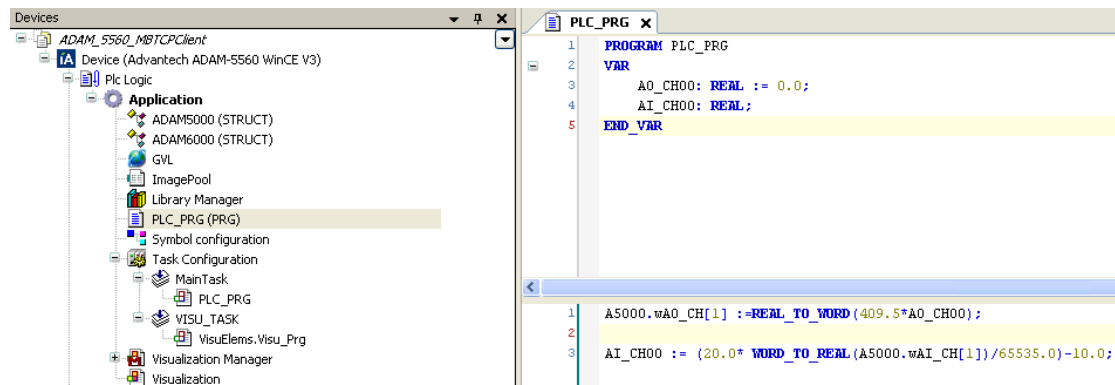 Devices
ADAM_5560_MBTCPClient
Device (Advantech ADAM-5560 WinCE V3)
Plc Logic
Application
ADAM5000 (STRUCT)
ADAM6000 (STRUCT)
GVL
ImagePool
Library Manager
PLC_PRG (PRG)
Symbol configuration
Task Configuration
MainTask
PLC_PRG
VISU_TASK
VisuElems.Visu_Prg
Visualization Manager
Visualization
PLC_PRG
1 PROGRAM PLC_PRG
2 VAR
3 AO_CH00: REAL := 0.0;
4 AI_CH00: REAL;
5 END_VAR
1 A5000.wAO_CH[1] :=REAL_TO_WORD(409.5*AO_CH00);
2
3 AI_CH00 := (20.0* WORD_TO_REAL(A5000.wAI_CH[1])/65535.0)-10.0;